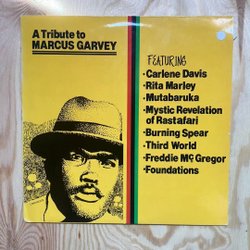 A Tribute to
MARCUS GARVEY
FEATURING
·Carlene Davis
·Rita Marley
·Mutabaruka
·Mystic Revelation
of Rastafari
·Burning Spear
·Third World
·Freddie McGregor
·Foundations